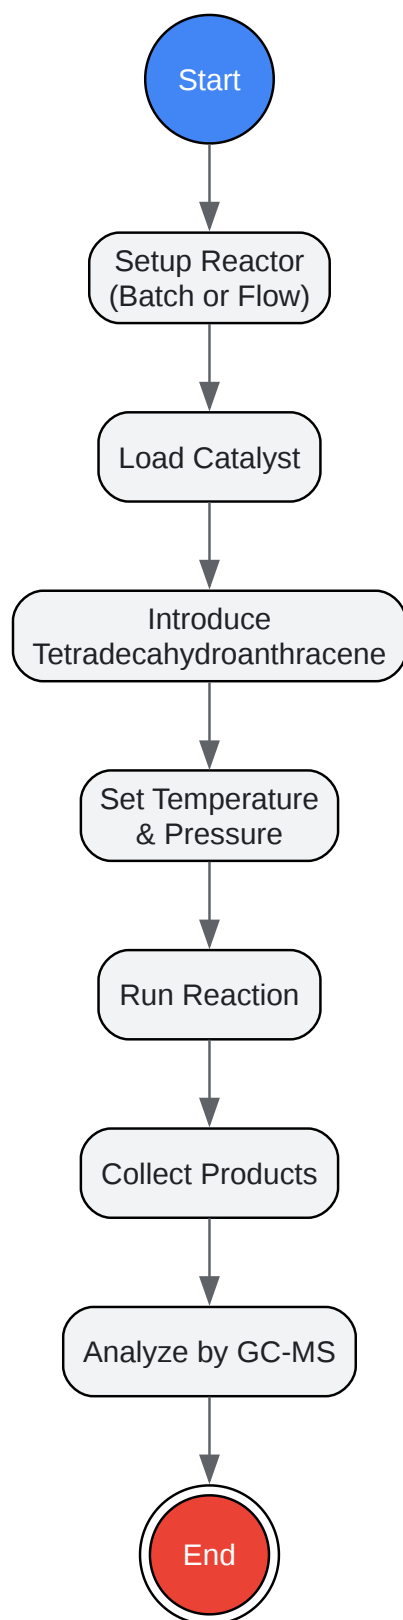 Start
Setup Reactor
(Batch or Flow)
Load Catalyst
Introduce
Tetradecahydroanthracene
Set Temperature
& Pressure
Run Reaction
Collect Products
Analyze by GC-MS
End